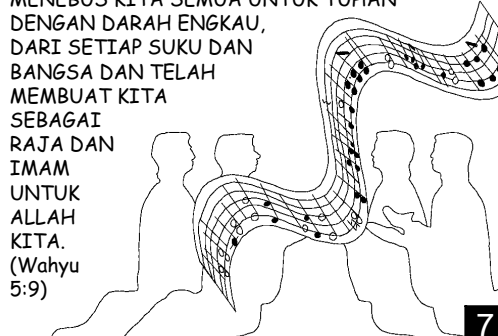 MENEBUS KITA SEMUA UNTUK TUHAN
DENGAN DARAH ENGKAU,
DARI SETIAP SUKU DAN
BANGSA DAN TELAH
MEMBUAT KITA
SEBAGAI
RAJA DAN
IMAM
UNTUK
ALLAH
KITA.
(Wahyu
5:9)
7